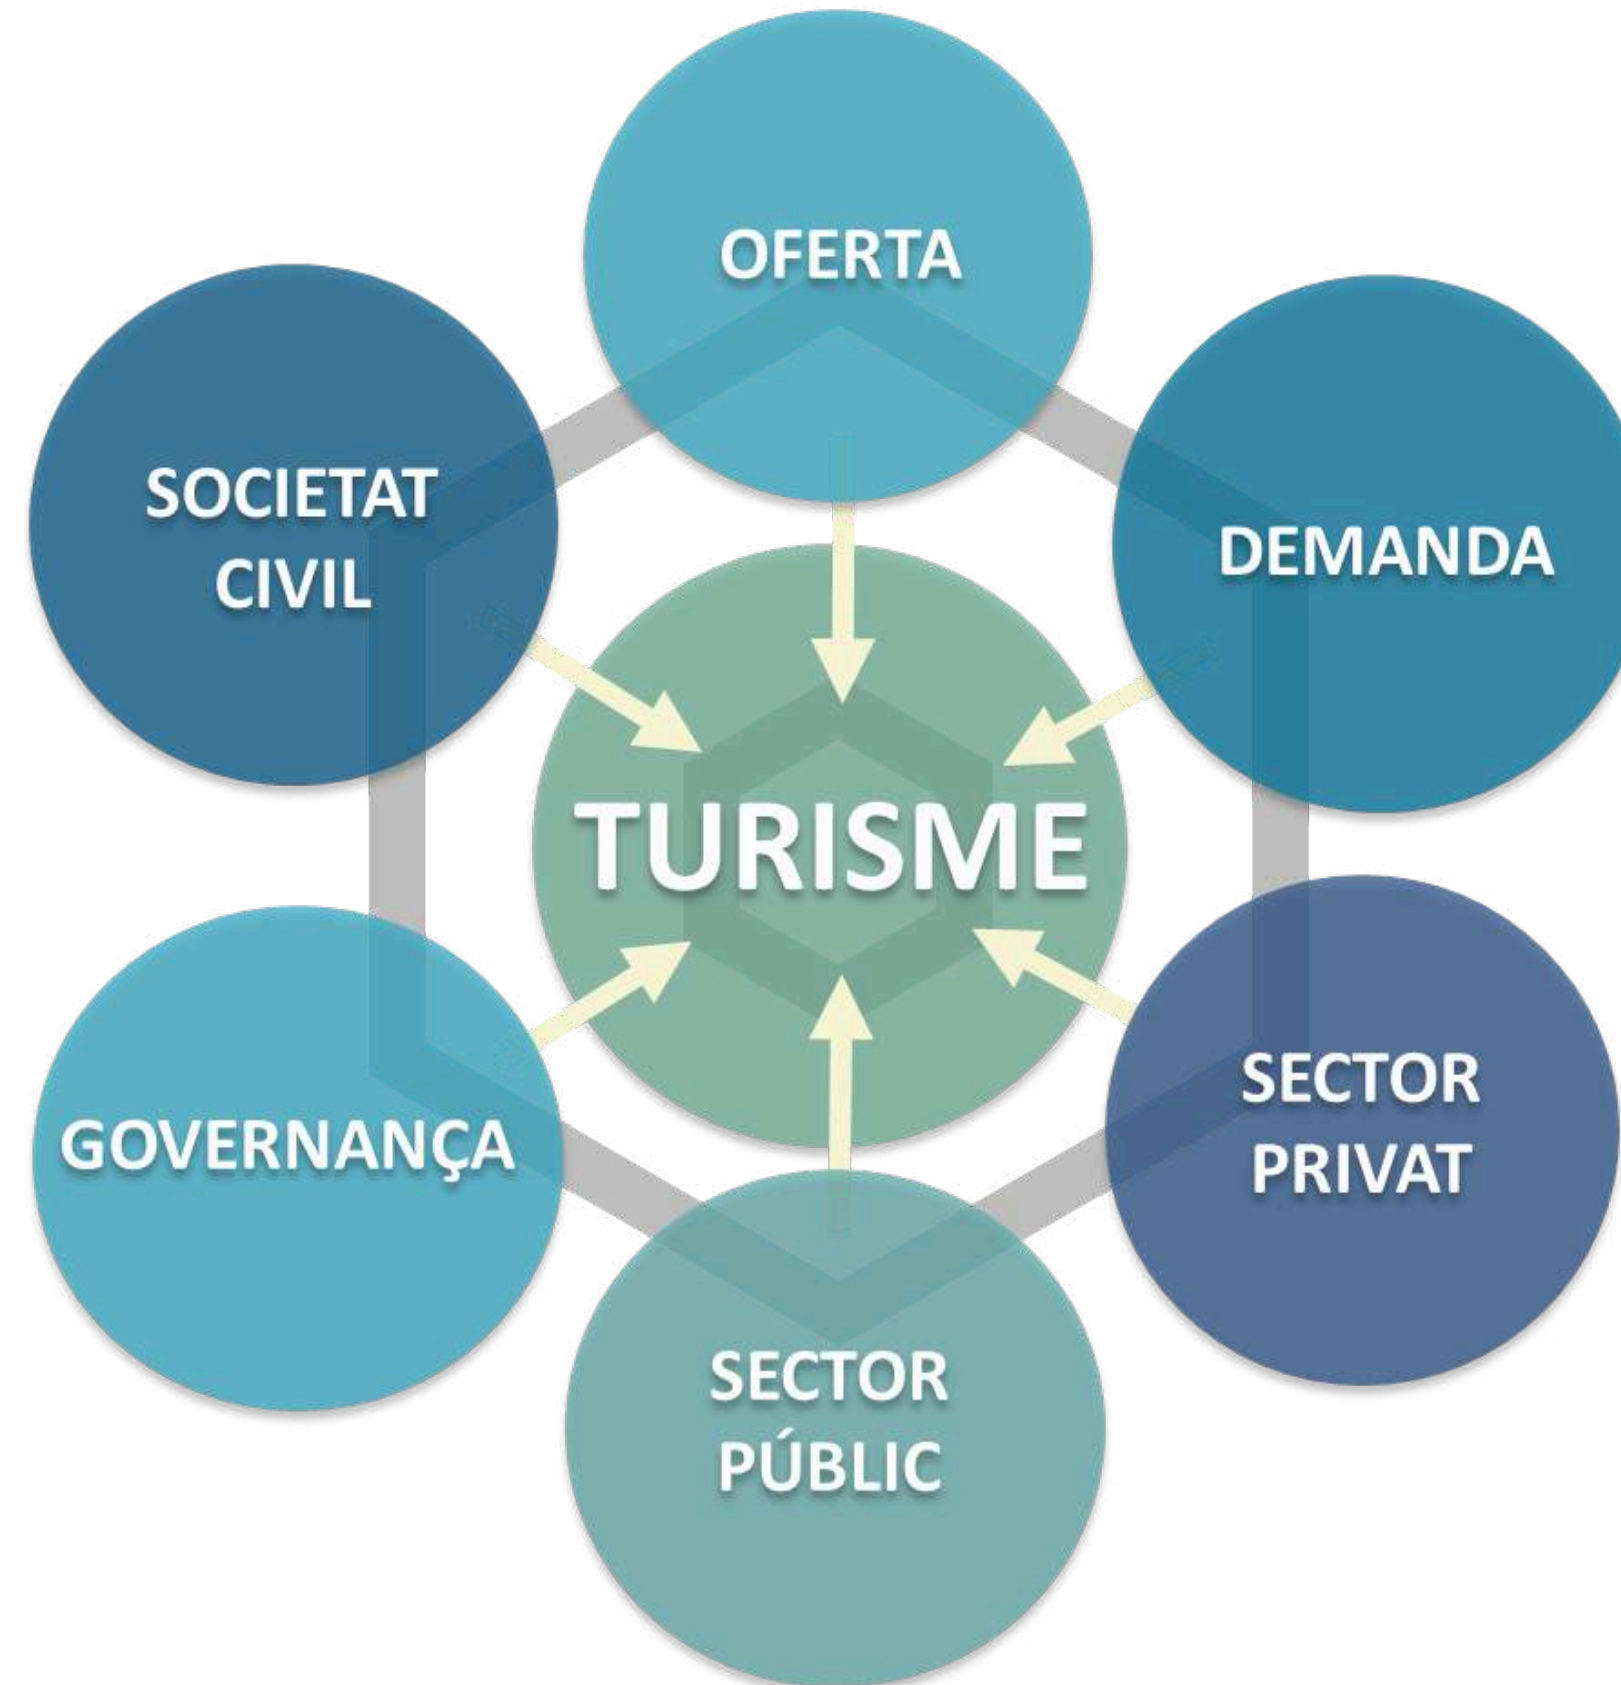 OFERTA
DEMANDA
SOCIETAT
CIVIL
TURISME
SECTOR
PRIVAT
GOVERNANÇA
SECTOR
PÚBLIC